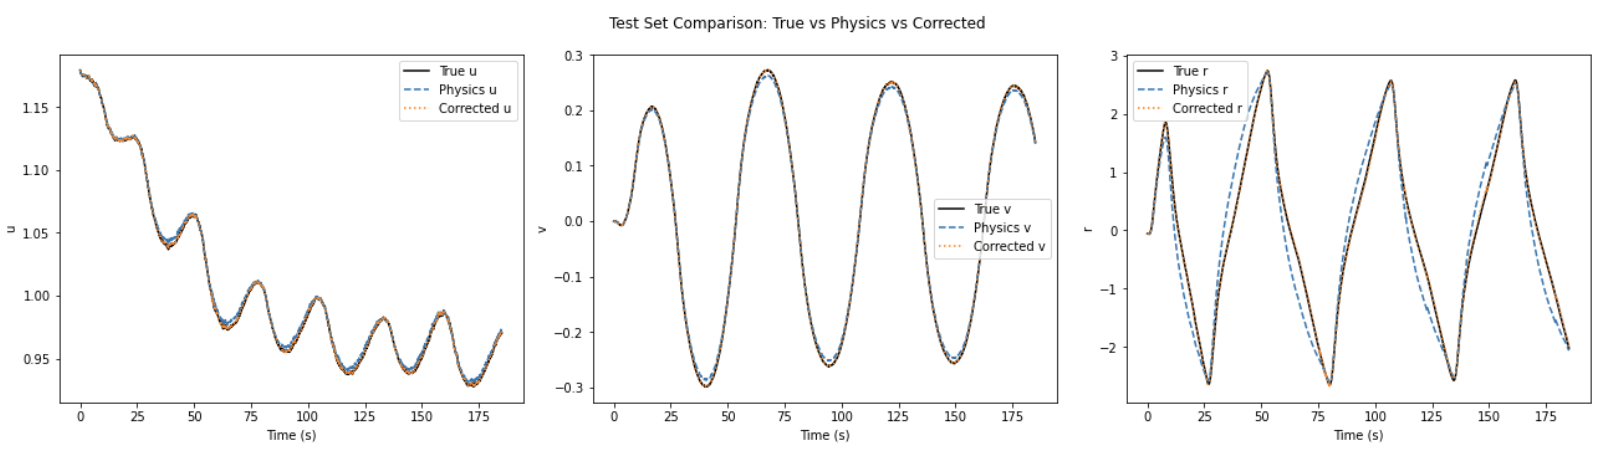 Test Set Comparison: True vs Physics vs Corrected
u
1.15
1.10
1.05
1.00
0.95
True u
Physics u
Corrected u
0 25 50 75 100 125 150 175
Time (s)
v
0.3
0.2
0.1
0.0
−0.1
−0.2
−0.3
True v
Physics v
Corrected v
0 25 50 75 100 125 150 175
Time (s)
r
3
2
1
0
−1
−2
True r
Physics r
Corrected r
0 25 50 75 100 125 150 175
Time (s)